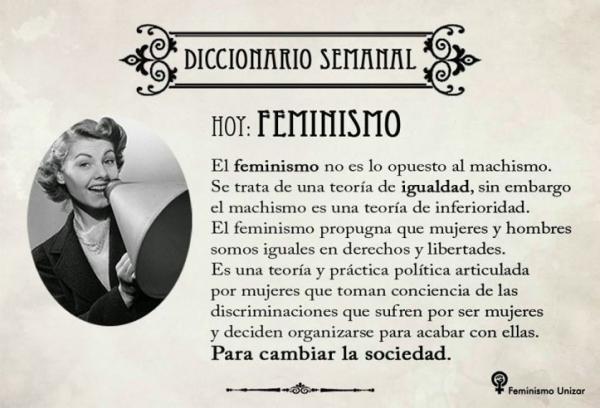 DICCIONARIO SEMANAL
HOY: FEMINISMO
El feminismo no es lo opuesto al machismo.
Se trata de una teoría de igualdad, sin embargo
el machismo es una teoría de inferioridad.
El feminismo propugna que mujeres y hombres
somos iguales en derechos y libertades.
Es una teoría y práctica política articulada
por mujeres que toman conciencia de las
discriminaciones que sufren por ser mujeres
y deciden organizarse para acabar con ellas.
Para cambiar la sociedad.
Feminismo Unizar